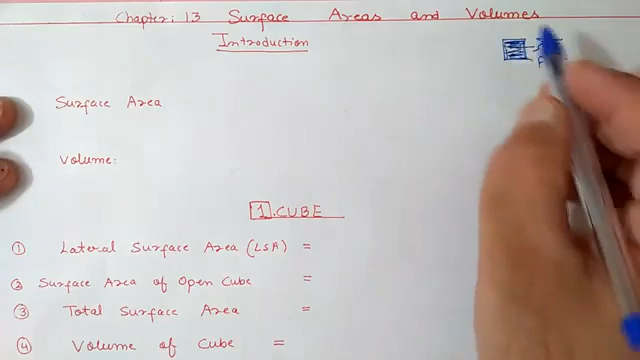 Chapter: 13 Surface Areas and Volumes
Introduction
Surface Area
Volume:
1. CUBE
① Lateral Surface Area (LSA) =
② Surface Area of Open Cube =
③ Total Surface Area =
④ Volume of Cube =